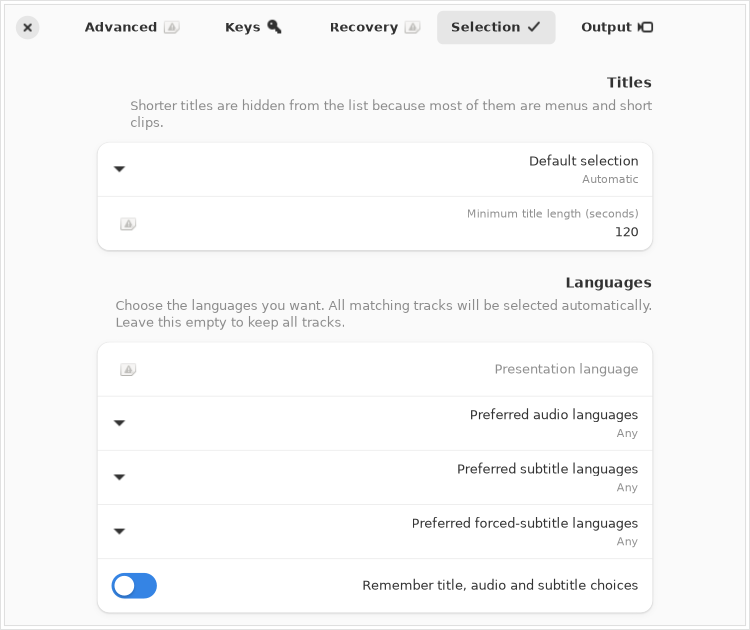 Advanced
Keys
Recovery
Selection
Output
Titles
Shorter titles are hidden from the list because most of them are menus and short
clips.
Default selection
Automatic
Minimum title length (seconds)
120
Languages
Choose the languages you want. All matching tracks will be selected automatically.
Leave this empty to keep all tracks.
Presentation language
Preferred audio languages
Any
Preferred subtitle languages
Any
Preferred forced-subtitle languages
Any
Remember title, audio and subtitle choices